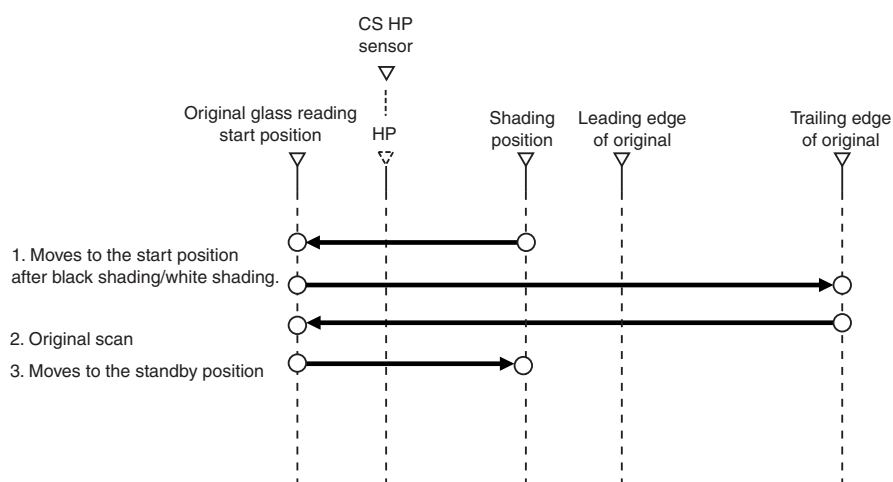 CS HP
sensor
Original glass reading
start position
HP
Shading
position
Leading edge
of original
Trailing edge
of original
1. Moves to the start position
after black shading/white shading.
2. Original scan
3. Moves to the standby position